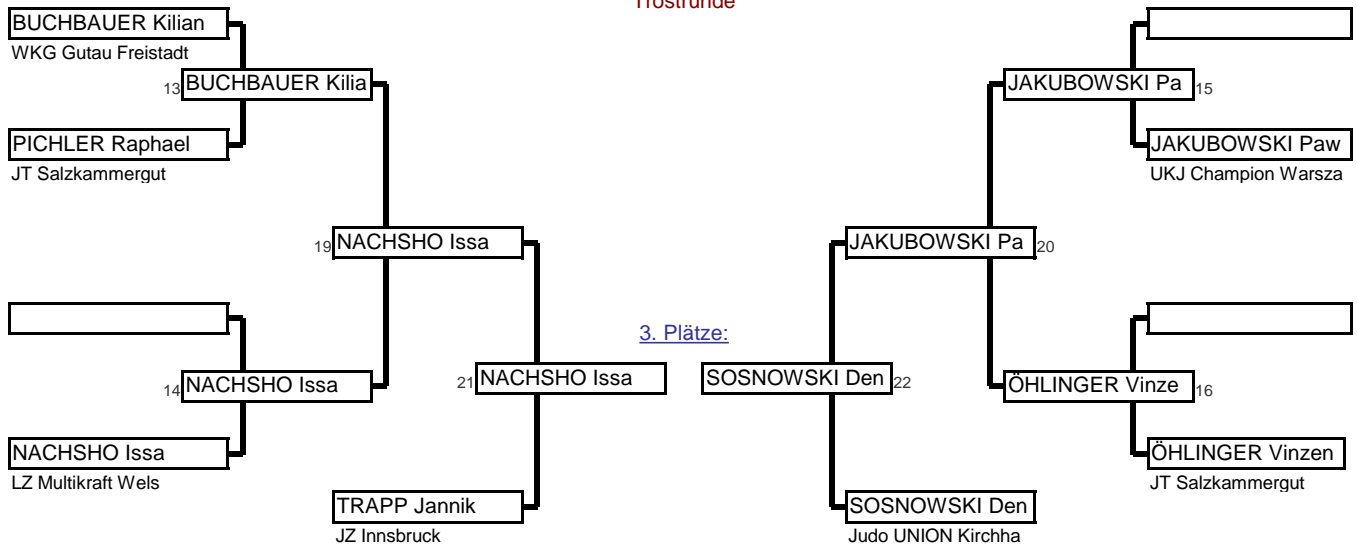 Trostrunde
BUCHBAUER Kilian
WKG Gutau Freistadt
13 BUCHBAUER Kilia
JAKUBOWSKI Pa 15
PICHLER Raphael
JT Salzkammergut
JAKUBOWSKI Paw
UKJ Champion Warsza
19 NACHSHO Issa
JAKUBOWSKI Pa 20
3. Plätze:
14 NACHSHO Issa
21 NACHSHO Issa
SOSNOWSKI Den 22
ÖHLINGER Vinze 16
NACHSHO Issa
LZ Multikraft Wels
ÖHLINGER Vinzen
JT Salzkammergut
TRAPP Jannik
JZ Innsbruck
SOSNOWSKI Den
Judo UNION Kirchha